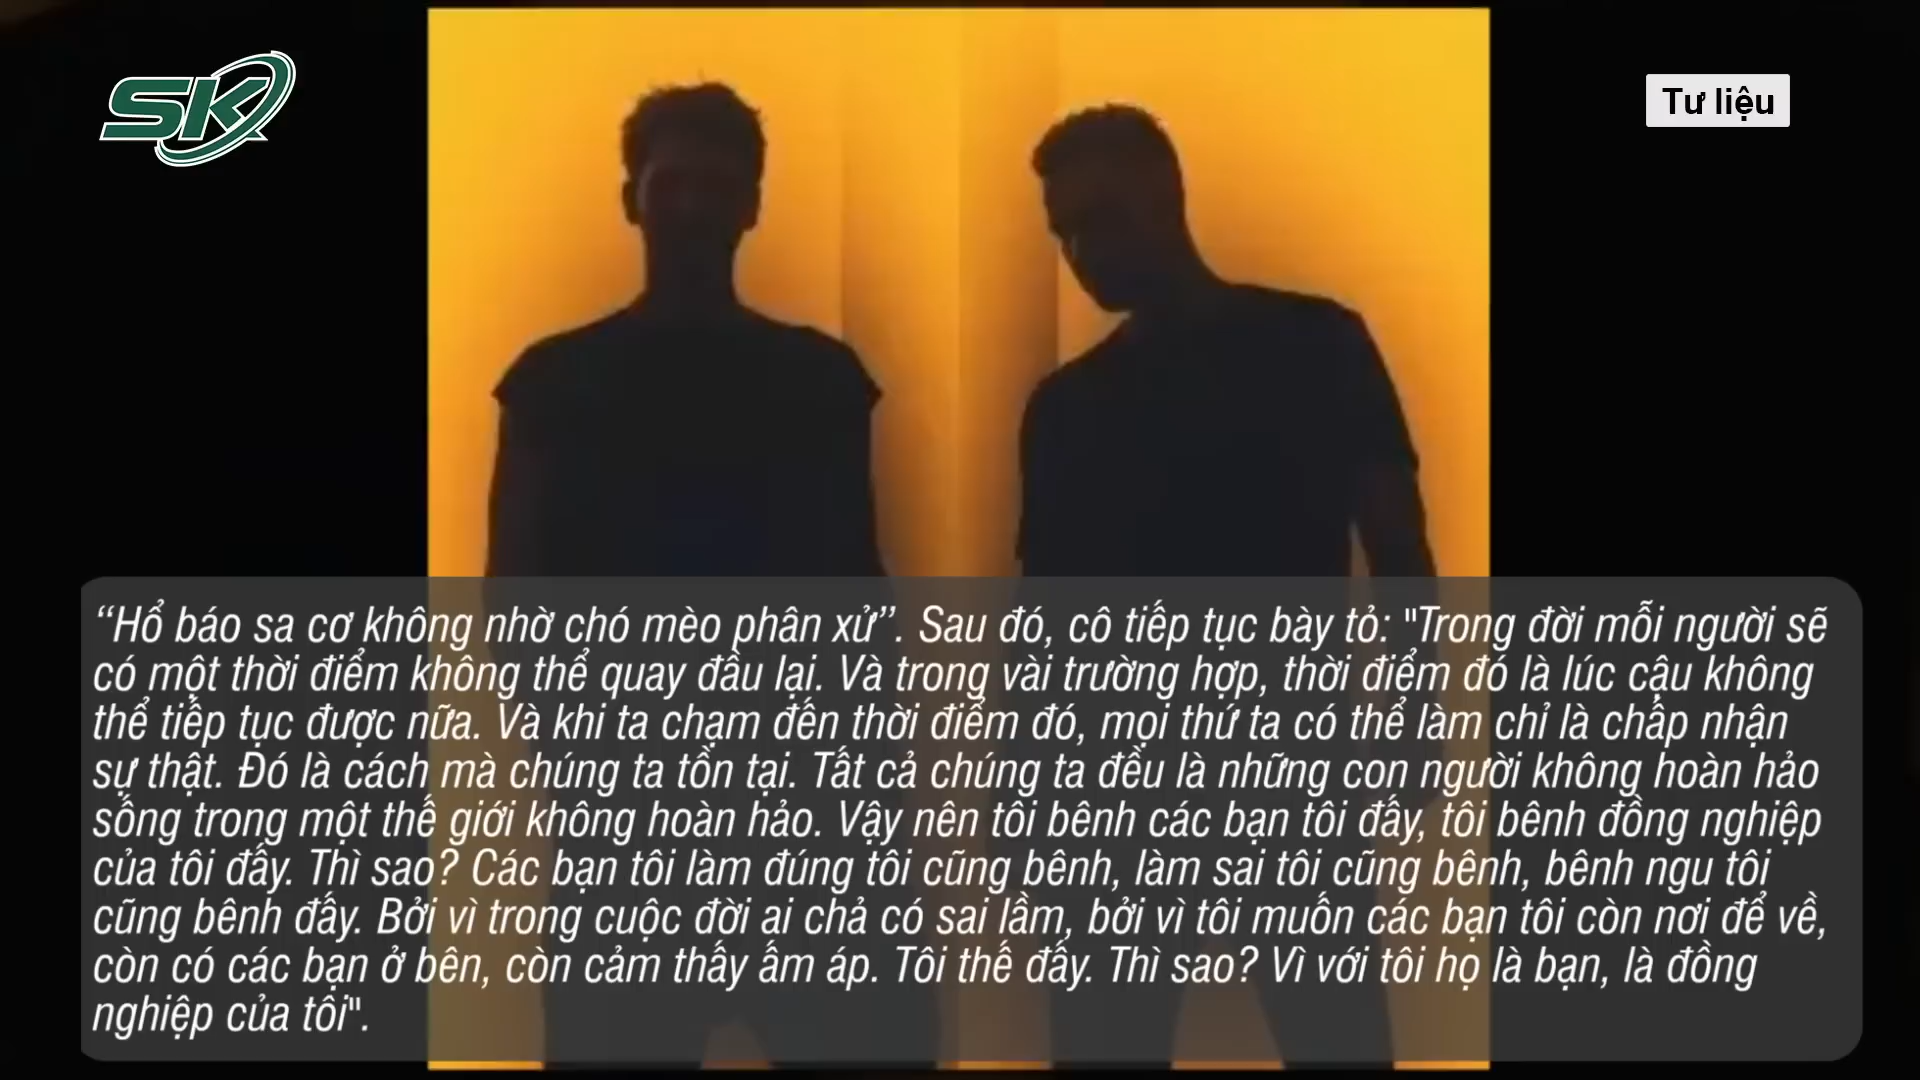 SK
Tư liệu
“Hổ báo sa cơ không nhờ chó mèo phân xử”. Sau đó, cô tiếp tục bày tỏ: "Trong đời mỗi người sẽ
có một thời điểm không thể quay đầu lại. Và trong vài trường hợp, thời điểm đó là lúc cậu không
thể tiếp tục được nữa. Và khi ta chạm đến thời điểm đó, mọi thứ ta có thể làm chỉ là chấp nhận
sự thật. Đó là cách mà chúng ta tồn tại. Tất cả chúng ta đều là những con người không hoàn hảo
sống trong một thế giới không hoàn hảo. Vậy nên tôi bênh các bạn tôi đấy, tôi bênh đồng nghiệp
của tôi đấy. Thì sao? Các bạn tôi làm đúng tôi cũng bênh, làm sai tôi cũng bênh, bênh ngu tôi
cũng bênh đấy. Bởi vì trong cuộc đời ai chả có sai lầm, bởi vì tôi muốn các bạn tôi còn nơi để về,
còn có các bạn ở bên, còn cảm thấy ấm áp. Tôi thế đấy. Thì sao? Vì với tôi họ là bạn, là đồng
nghiệp của tôi".